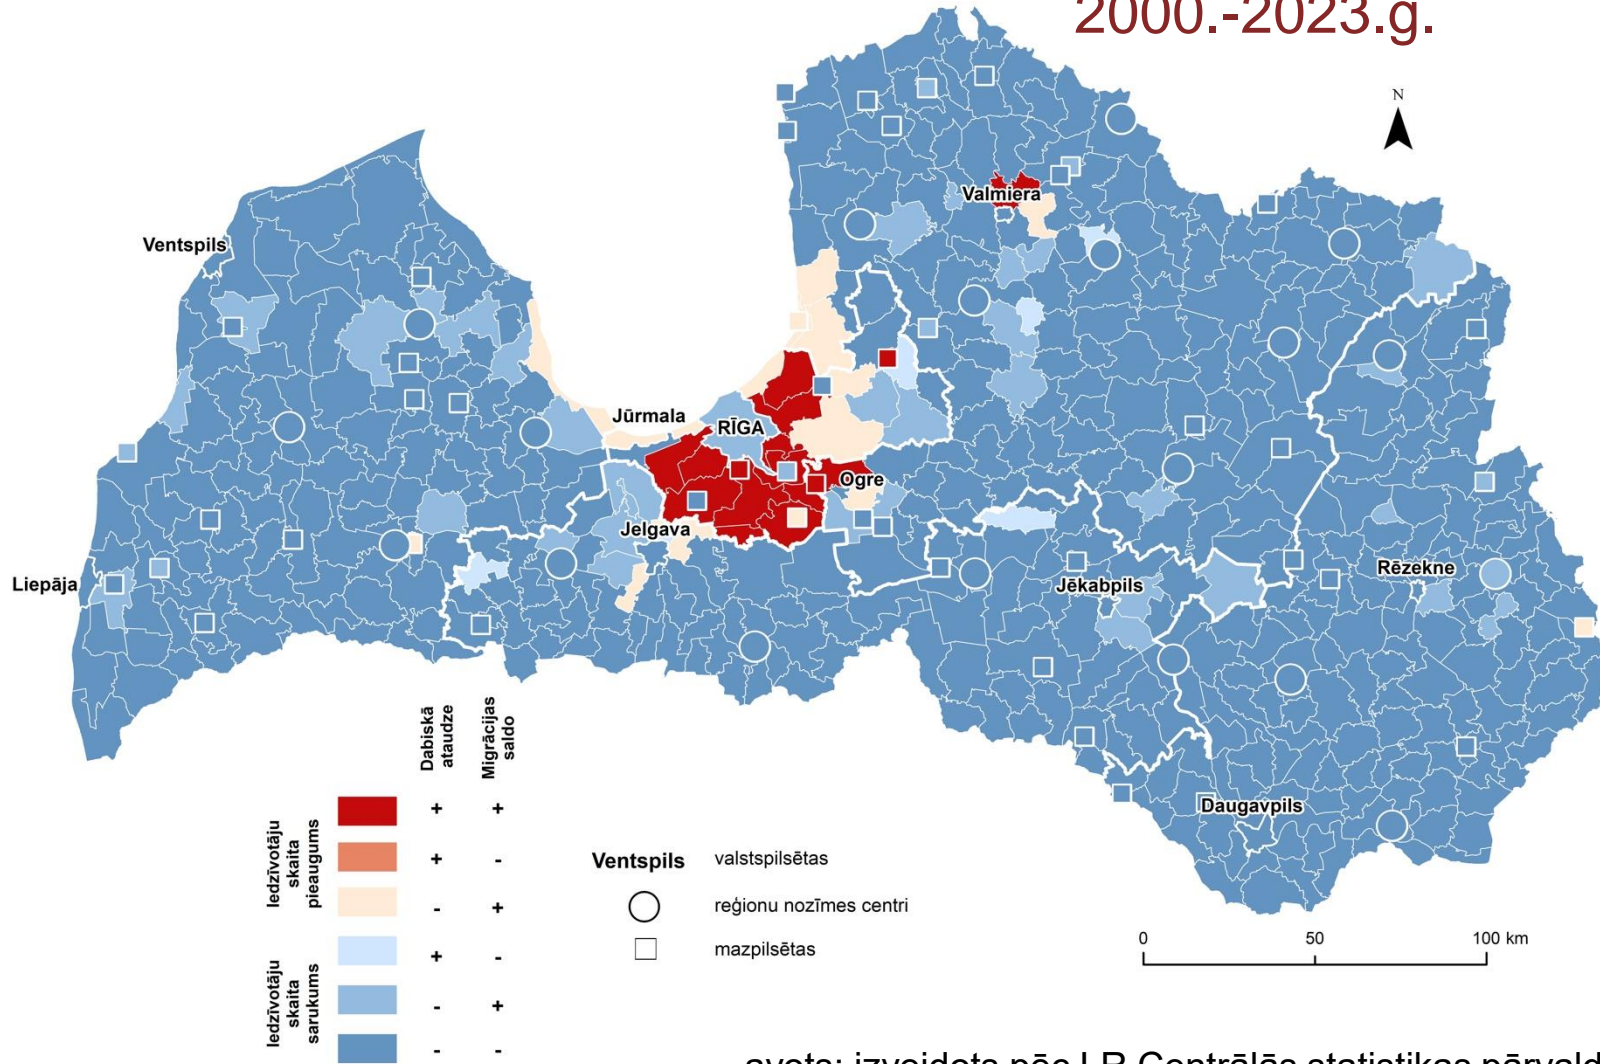 2000.-2023.g.
N
Valmiera
Ventspils
Jūrmala
RĪGA
Ogre
Jelgava
Liepāja
Jēkabpils
Rēzekne
Daugavpils
Dabiskā
ataudze
Migrācijas
saldo
Iedzīvotāju
skaita
pieaugums
+ +
+ -
- +
Iedzīvotāju
skaita
sarukums
+ -
- +
- -
Ventspils valstspilsētas
reģionu nozīmes centri
mazpilsētas
0 50 100 km
avots: izveidots pēc LR Centrālās statistikas pārvald